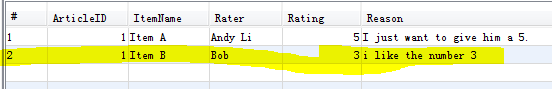 # ArticleID ItemName Rater Rating Reason
1 1 Item A Andy Li 5 I just want to give him a 5.
2 1 Item B Bob 3 i like the number 3